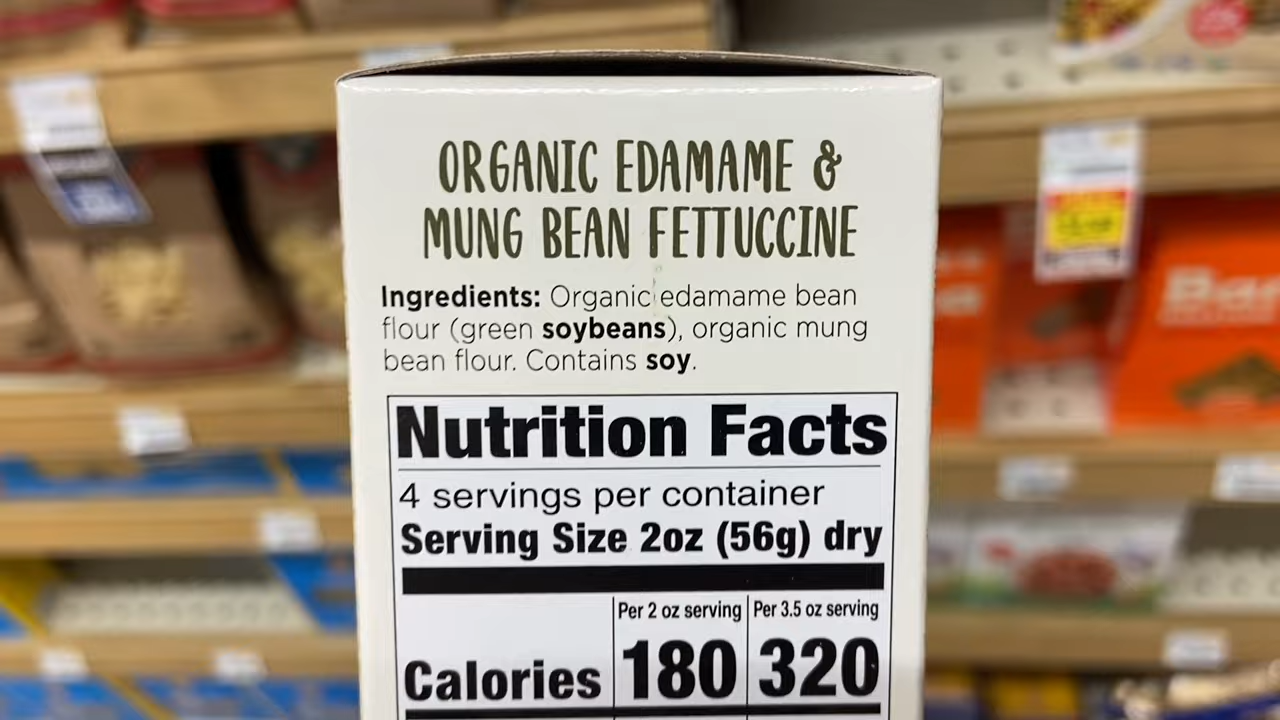 ORGANIC EDAMAME &
MUNG BEAN FETTUCCINE
Ingredients: Organic edamame bean
flour (green soybeans), organic mung
bean flour. Contains soy.
Nutrition Facts
4 servings per container
Serving Size 2oz (56g) dry
Per 2 oz serving Per 3.5 oz serving
Calories 180 320